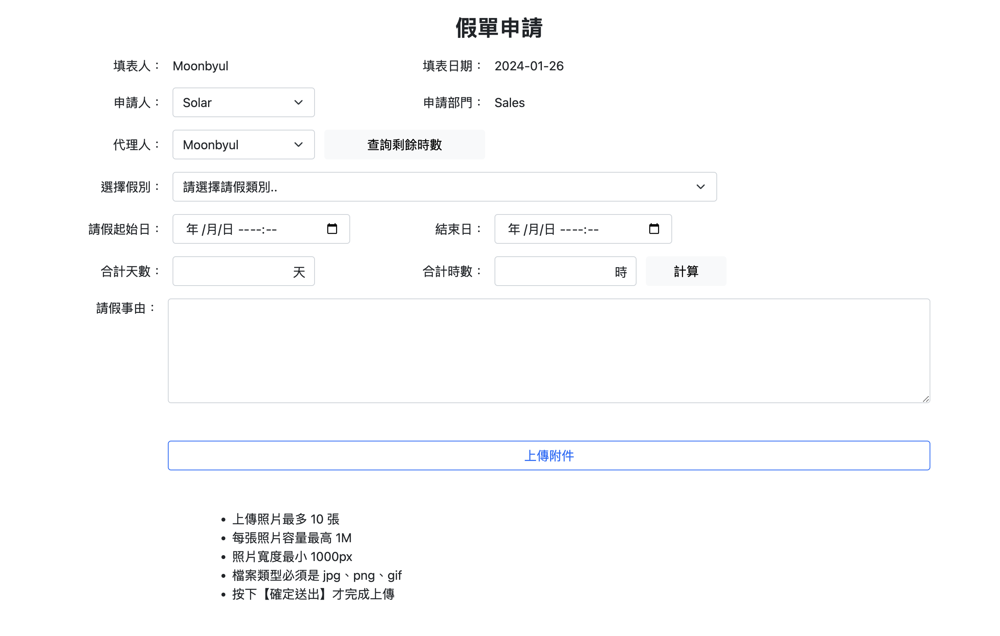 假單申請
填表人： Moonbyul 填表日期： 2024-01-26
申請人： Solar 申請部門： Sales
代理人： Moonbyul 查詢剩餘時數
選擇假別： 請選擇請假類別..
請假起始日： 年 /月/日 ----:-- 結束日： 年 /月/日 ----:--
合計天數： 天 合計時數： 時 計算
請假事由：
上傳附件
• 上傳照片最多 10 張
• 每張照片容量最高 1M
• 照片寬度最小 1000px
• 檔案類型必須是 jpg、png、gif
• 按下【確定送出】才完成上傳